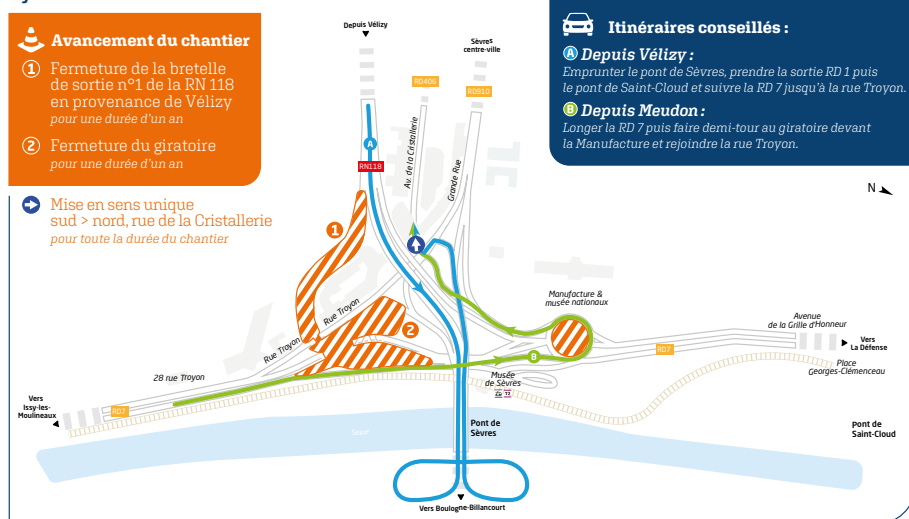 Avancement du chantier
1 Fermeture de la bretelle
de sortie n°1 de la RN 118
en provenance de Vélizy
pour une durée d'un an
2 Fermeture du giratoire
pour une durée d'un an
Mise en sens unique
sud > nord, rue de la Cristallerie
pour toute la durée du chantier
Itinéraires conseillés :
A Depuis Vélizy :
Emprunter le pont de Sèvres, prendre la sortie RD 1 puis
le pont de Saint-Cloud et suivre la RD 7 jusqu'à la rue Troyon.
B Depuis Meudon :
Longer la RD 7 puis faire demi-tour au giratoire devant
la Manufacture et rejoindre la rue Troyon.
Depuis Vélizy
Sèvres
centre-ville
RD406
RD910
A
RN118
Av. de la Cristallerie
Grande Rue
N
1
2
Rue Troyon
Rue Troyon
28 rue Troyon
Manufacture &
musée nationaux
Avenue
de la Grille d'Honneur
Vers
La Défense
RD7
B
Place
Georges-Clémenceau
Musée
de Sèvres
Vers
Issy-les-
Moulineaux
RD7
Pont de
Sèvres
Pont de
Saint-Cloud
Seine
Vers Boulogne-Billancourt